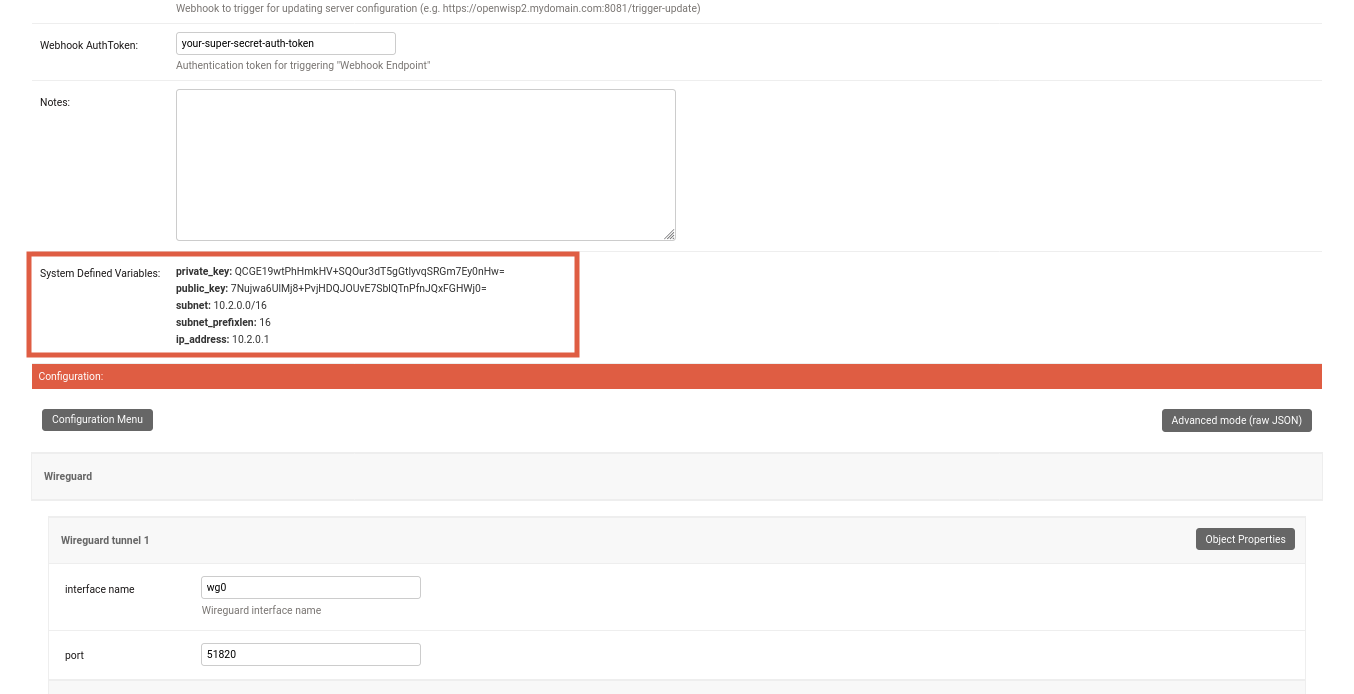 Webhook to trigger for updating server configuration (e.g. https://openwisp2.mydomain.com:8081/trigger-update)
Webhook AuthToken: your-super-secret-auth-token
Authentication token for triggering "Webhook Endpoint"
Notes:
System Defined Variables: private_key: QCGE19wtPhHmkHV+SQOur3dT5gGtlyvqSRGm7Ey0nHw=
public_key: 7Nujwa6UlMj8+PvjHDQJOUvE7SblQTnPfnJQxFGHWj0=
subnet: 10.2.0.0/16
subnet_prefixlen: 16
ip_address: 10.2.0.1
Configuration:
Configuration Menu Advanced mode (raw JSON)
Wireguard
Wireguard tunnel 1 Object Properties
interface name wg0
Wireguard interface name
port 51820